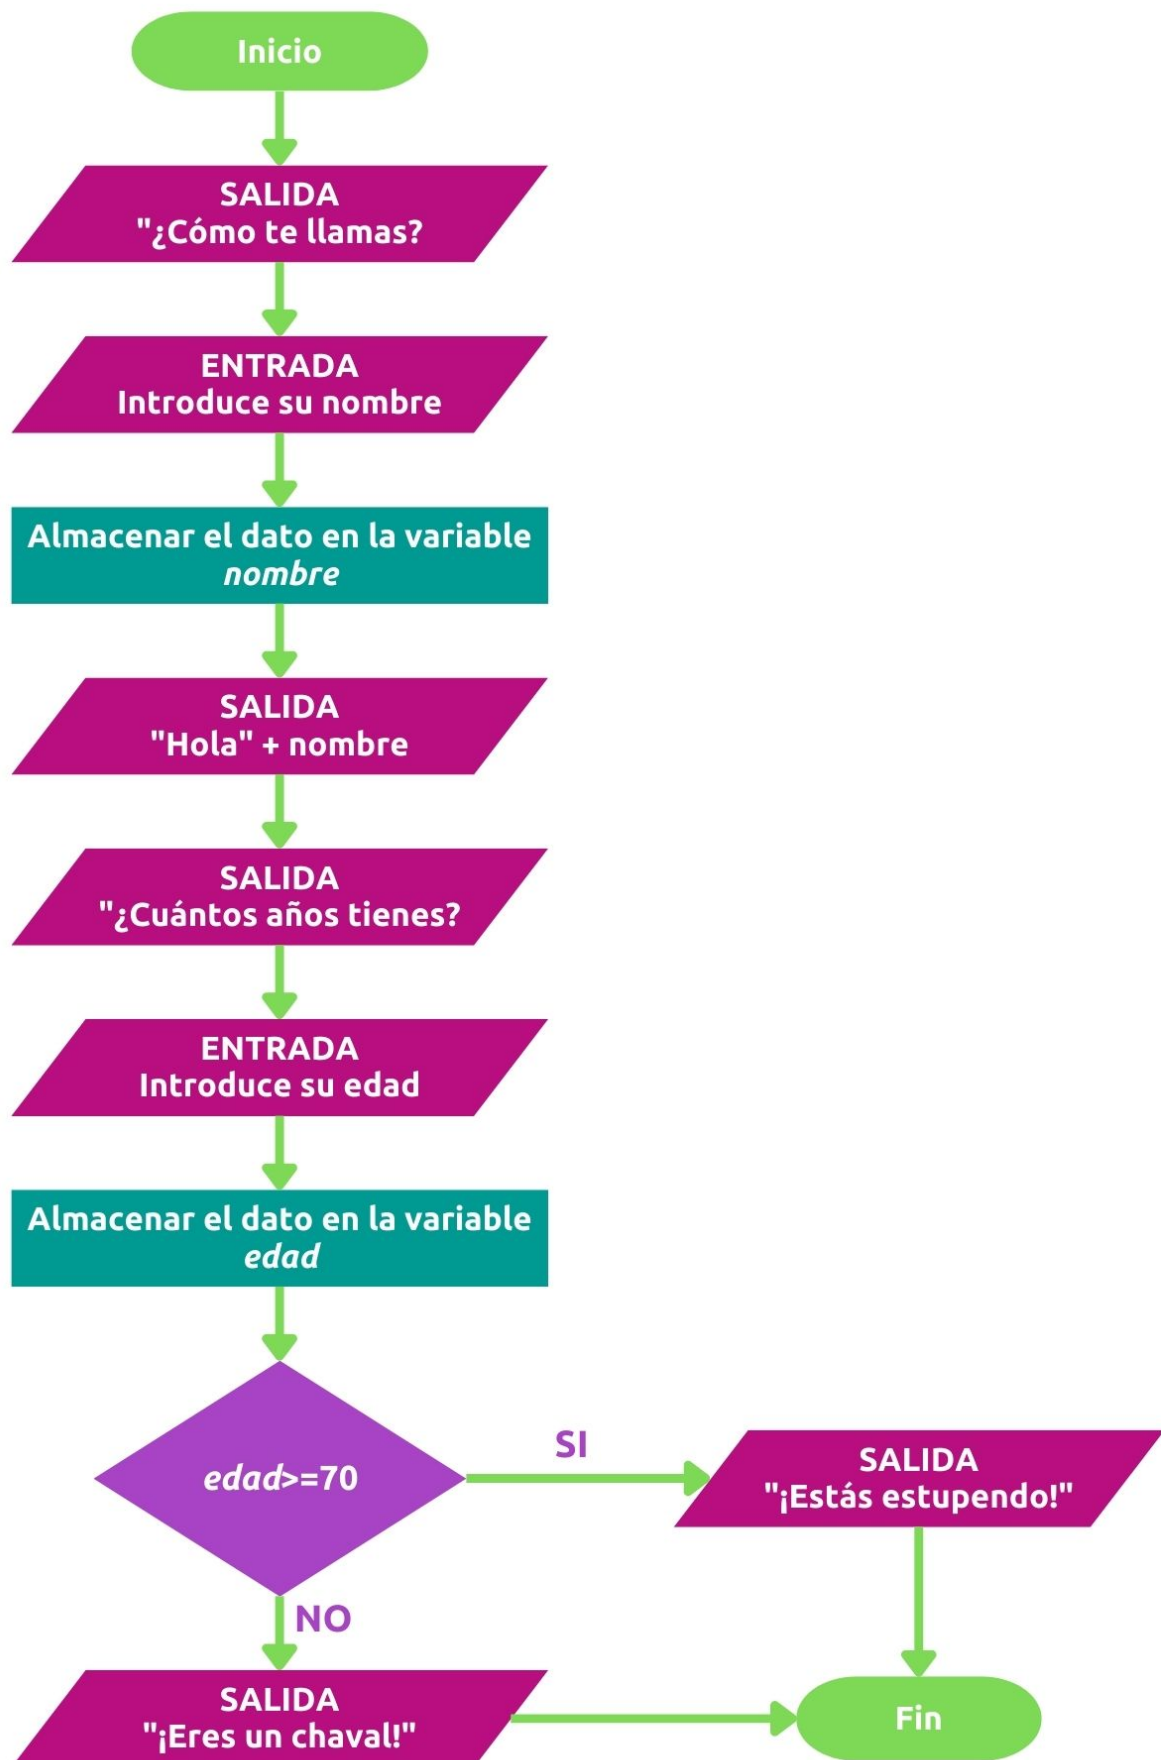 Inicio
SALIDA
"¿Cómo te llamas?
ENTRADA
Introduce su nombre
Almacenar el dato en la variable
nombre
SALIDA
"Hola" + nombre
SALIDA
"¿Cuántos años tienes?
ENTRADA
Introduce su edad
Almacenar el dato en la variable
edad
edad>=70
SI
SALIDA
"¡Estás estupendo!"
NO
SALIDA
"¡Eres un chaval!"
Fin